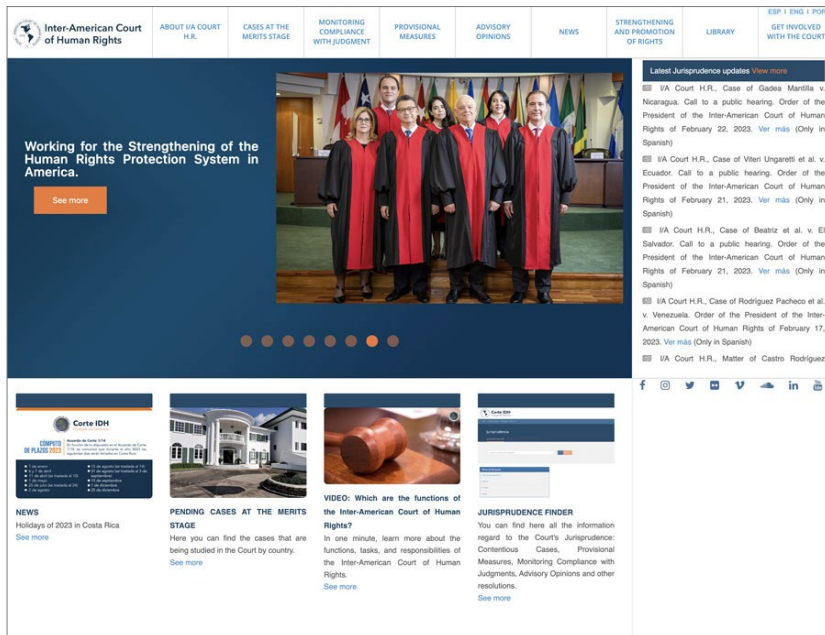 ESP | ENG | POR
Inter-American Court
of Human Rights
ABOUT I/A COURT
H.R.
CASES AT THE
MERITS STAGE
MONITORING
COMPLIANCE
WITH JUDGMENT
PROVISIONAL
MEASURES
ADVISORY
OPINIONS
NEWS
STRENGTHENING
AND PROMOTION
OF RIGHTS
LIBRARY
GET INVOLVED
WITH THE COURT
Working for the Strengthening of the
Human Rights Protection System in
America.
See more
Latest Jurisprudence updates View more
I/A Court H.R., Case of Gadea Mantilla v.
Nicaragua. Call to a public hearing. Order of the
President of the Inter-American Court of Human
Rights of February 22, 2023. Ver más (Only in
Spanish)
I/A Court H.R., Case of Viteri Ungaretti et al. v.
Ecuador. Call to a public hearing. Order of the
President of the Inter-American Court of Human
Rights of February 21, 2023. Ver más (Only in
Spanish)
I/A Court H.R., Case of Beatriz et al. v. El
Salvador. Call to a public hearing. Order of the
President of the Inter-American Court of Human
Rights of February 21, 2023. Ver más (Only in
Spanish)
I/A Court H.R., Case of Rodríguez Pacheco et al.
v. Venezuela. Order of the President of the Inter-
American Court of Human Rights of February 17,
2023. Ver más (Only in Spanish)
I/A Court H.R., Matter of Castro Rodríguez
Corte IDH
CÓMPUTO
DE PLAZOS 2023
Acuerdo de Corte 1/14
NEWS
Holidays of 2023 in Costa Rica
See more
PENDING CASES AT THE MERITS
STAGE
Here you can find the cases that are
being studied in the Court by country.
See more
VIDEO: Which are the functions of
the Inter-American Court of Human
Rights?
In one minute, learn more about the
functions, tasks, and responsibilities of
the Inter-American Court of Human
Rights.
See more
Corte IDH
JURISPRUDENCE FINDER
You can find here all the information
regard to the Court's Jurisprudence:
Contentious Cases, Provisional
Measures, Monitoring Compliance with
Judgments, Advisory Opinions and other
resolutions.
See more